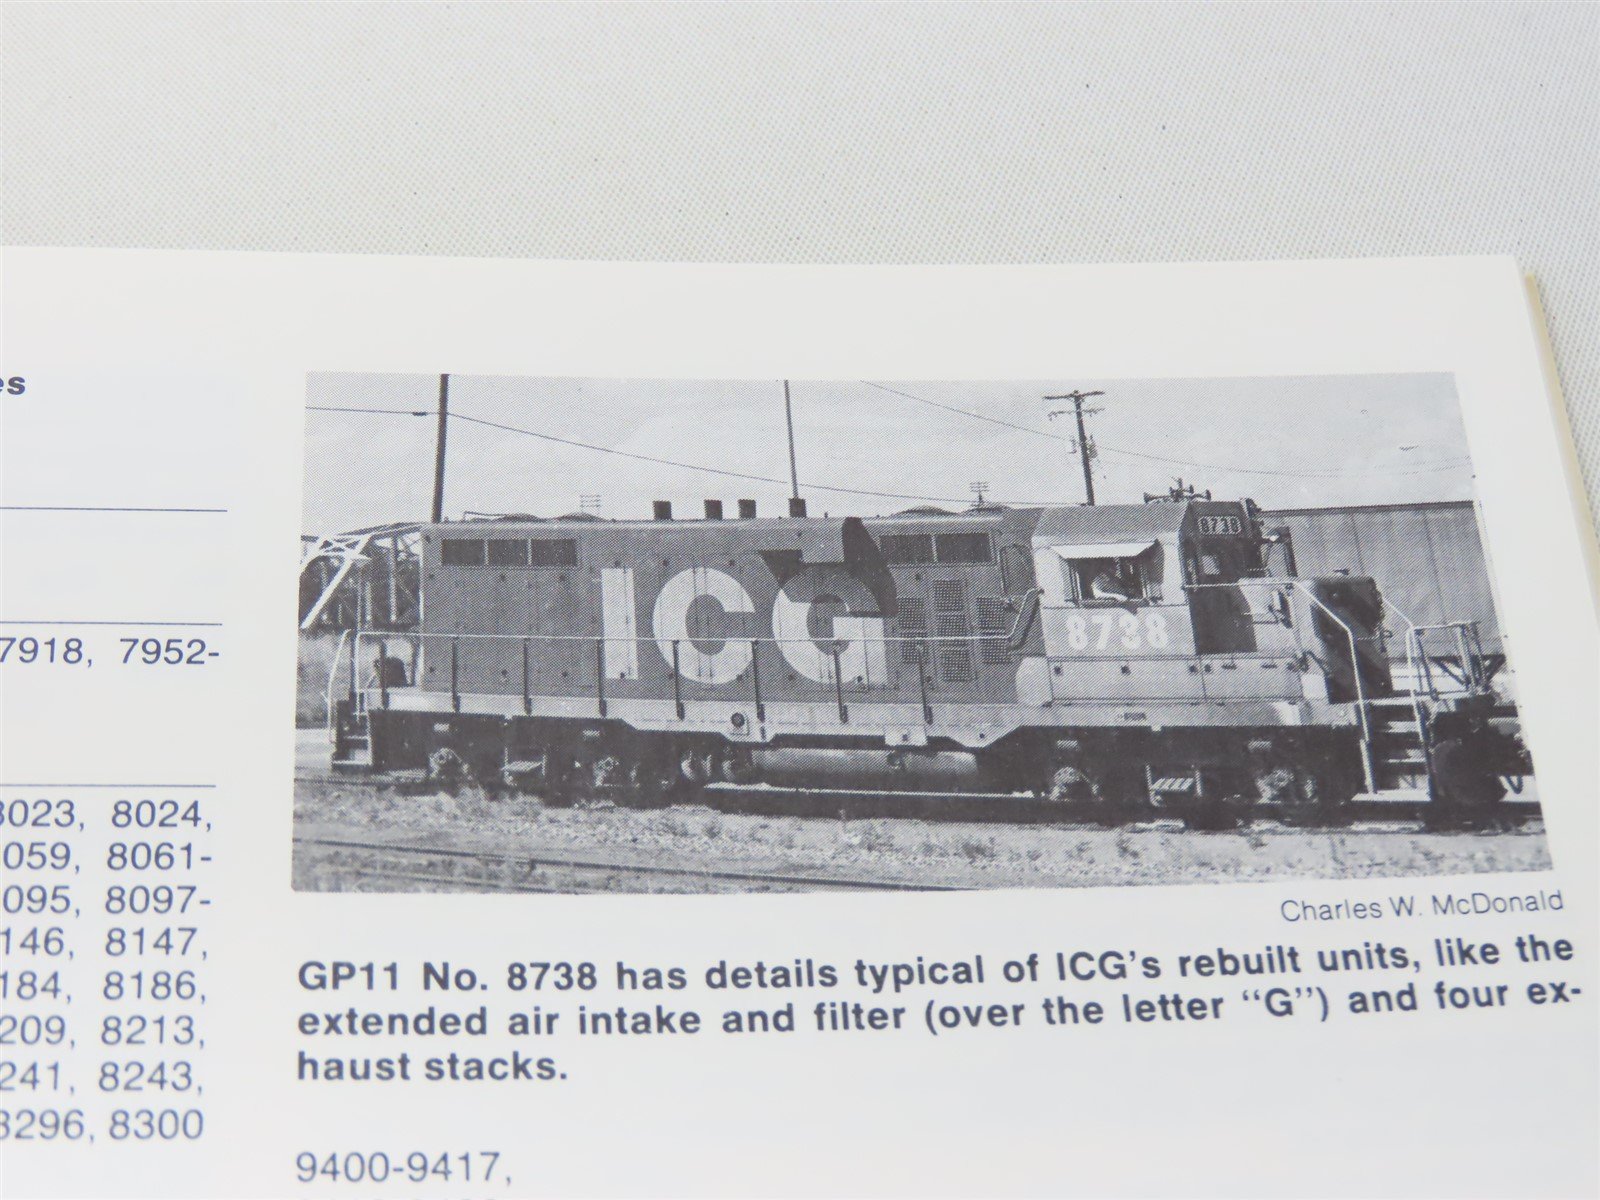 es
7918, 7952-
8023, 8024,
059, 8061-
095, 8097-
146, 8147,
184, 8186,
209, 8213,
241, 8243,
8296, 8300
8738
ICG
8738
Charles W. McDonald
GP11 No. 8738 has details typical of ICG's rebuilt units, like the
extended air intake and filter (over the letter "G") and four ex-
haust stacks.
9400-9417,